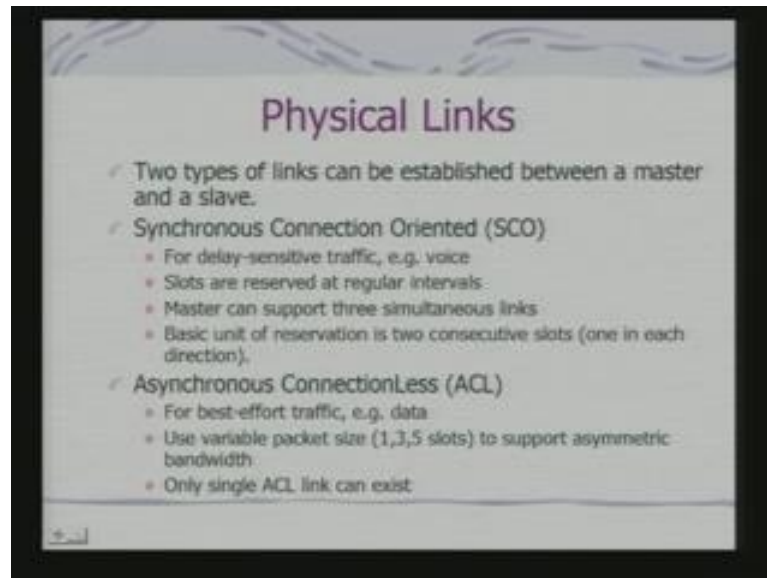 Physical Links
Two types of links can be established between a master
and a slave.
Synchronous Connection Oriented (SCO)
For delay-sensitive traffic, e.g. voice
Slots are reserved at regular intervals
Master can support three simultaneous links
Basic unit of reservation is two consecutive slots (one in each
direction).
Asynchronous ConnectionLess (ACL)
For best-effort traffic, e.g. data
Use variable packet size (1,3,5 slots) to support asymmetric
bandwidth
Only single ACL link can exist